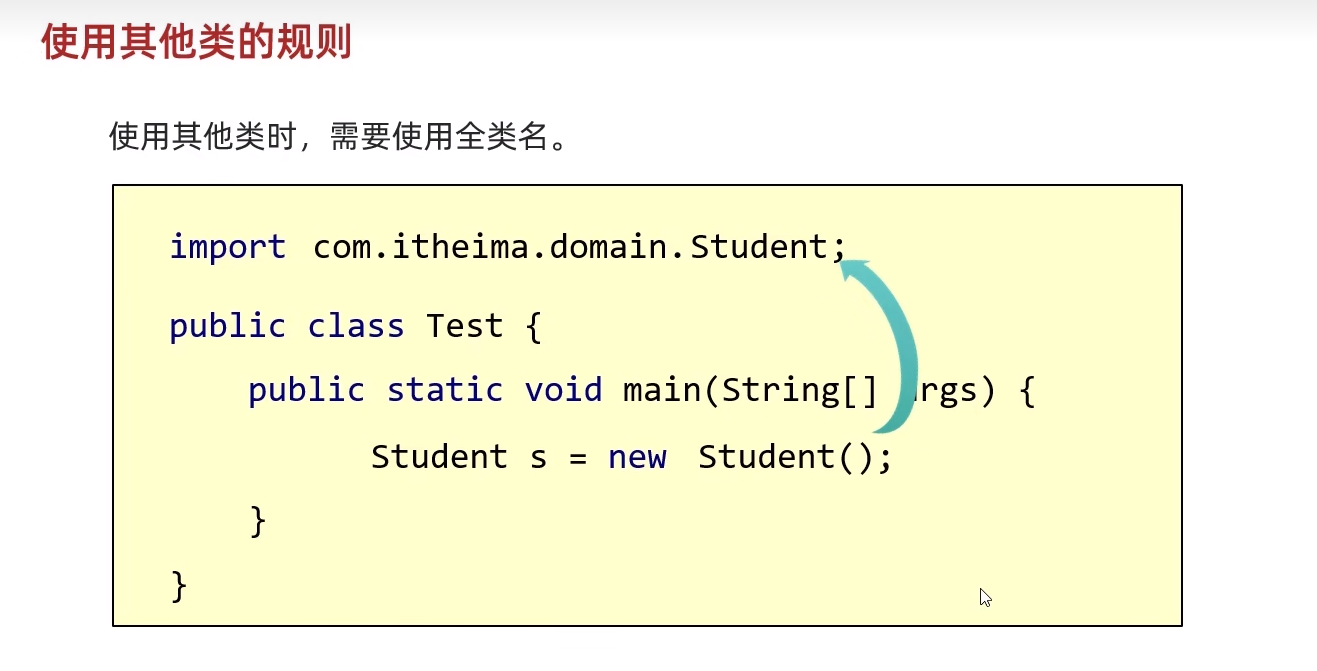 使用其他类的规则
使用其他类时，需要使用全类名。
import com.itheima.domain.Student;
public class Test {
public static void main(String[] args) {
Student s = new Student();
}
}